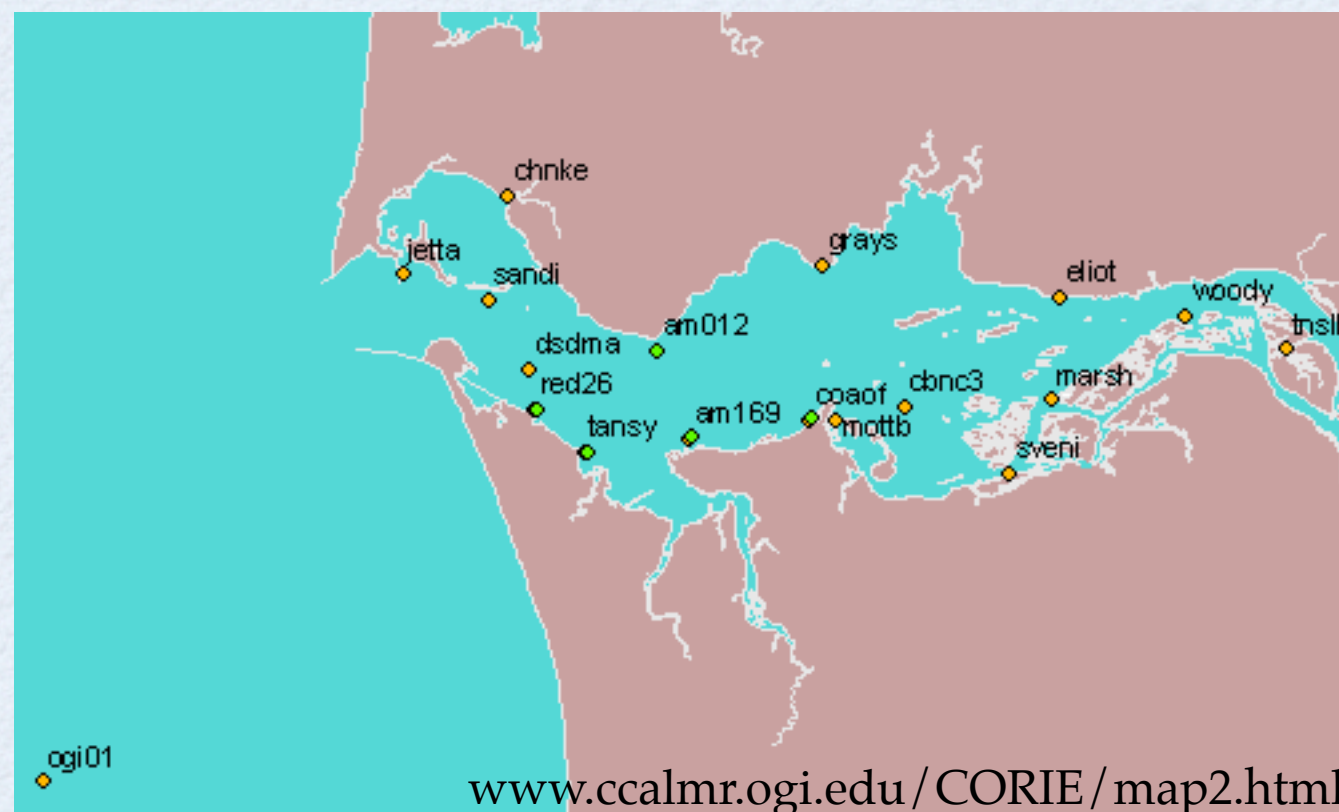 chnke
grays
jetta
sandi
eliot
woody
am012
dsdma
red26
marsh
cbnc3
coaof
am169
tansy
mottb
sveni
ogi01
www.ccalmr.ogi.edu/CORIE/map2.html